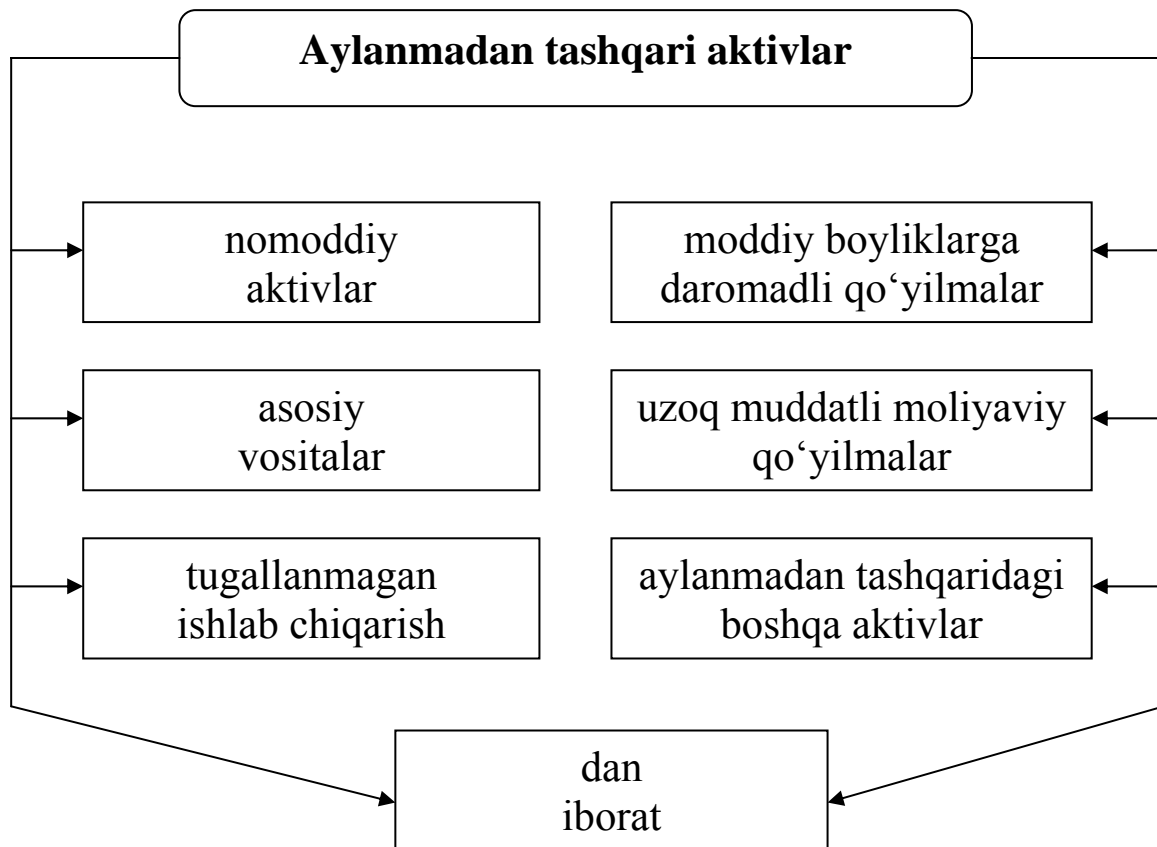 Aylanmadan tashqari aktivlar
nomoddiy
aktivlar
moddiy boyliklarga
daromadli qo‘yilmalar
asosiy
vositalar
uzoq muddatli moliyaviy
qo‘yilmalar
tugallanmagan
ishlab chiqarish
aylanmadan tashqaridagi
boshqa aktivlar
dan
iborat